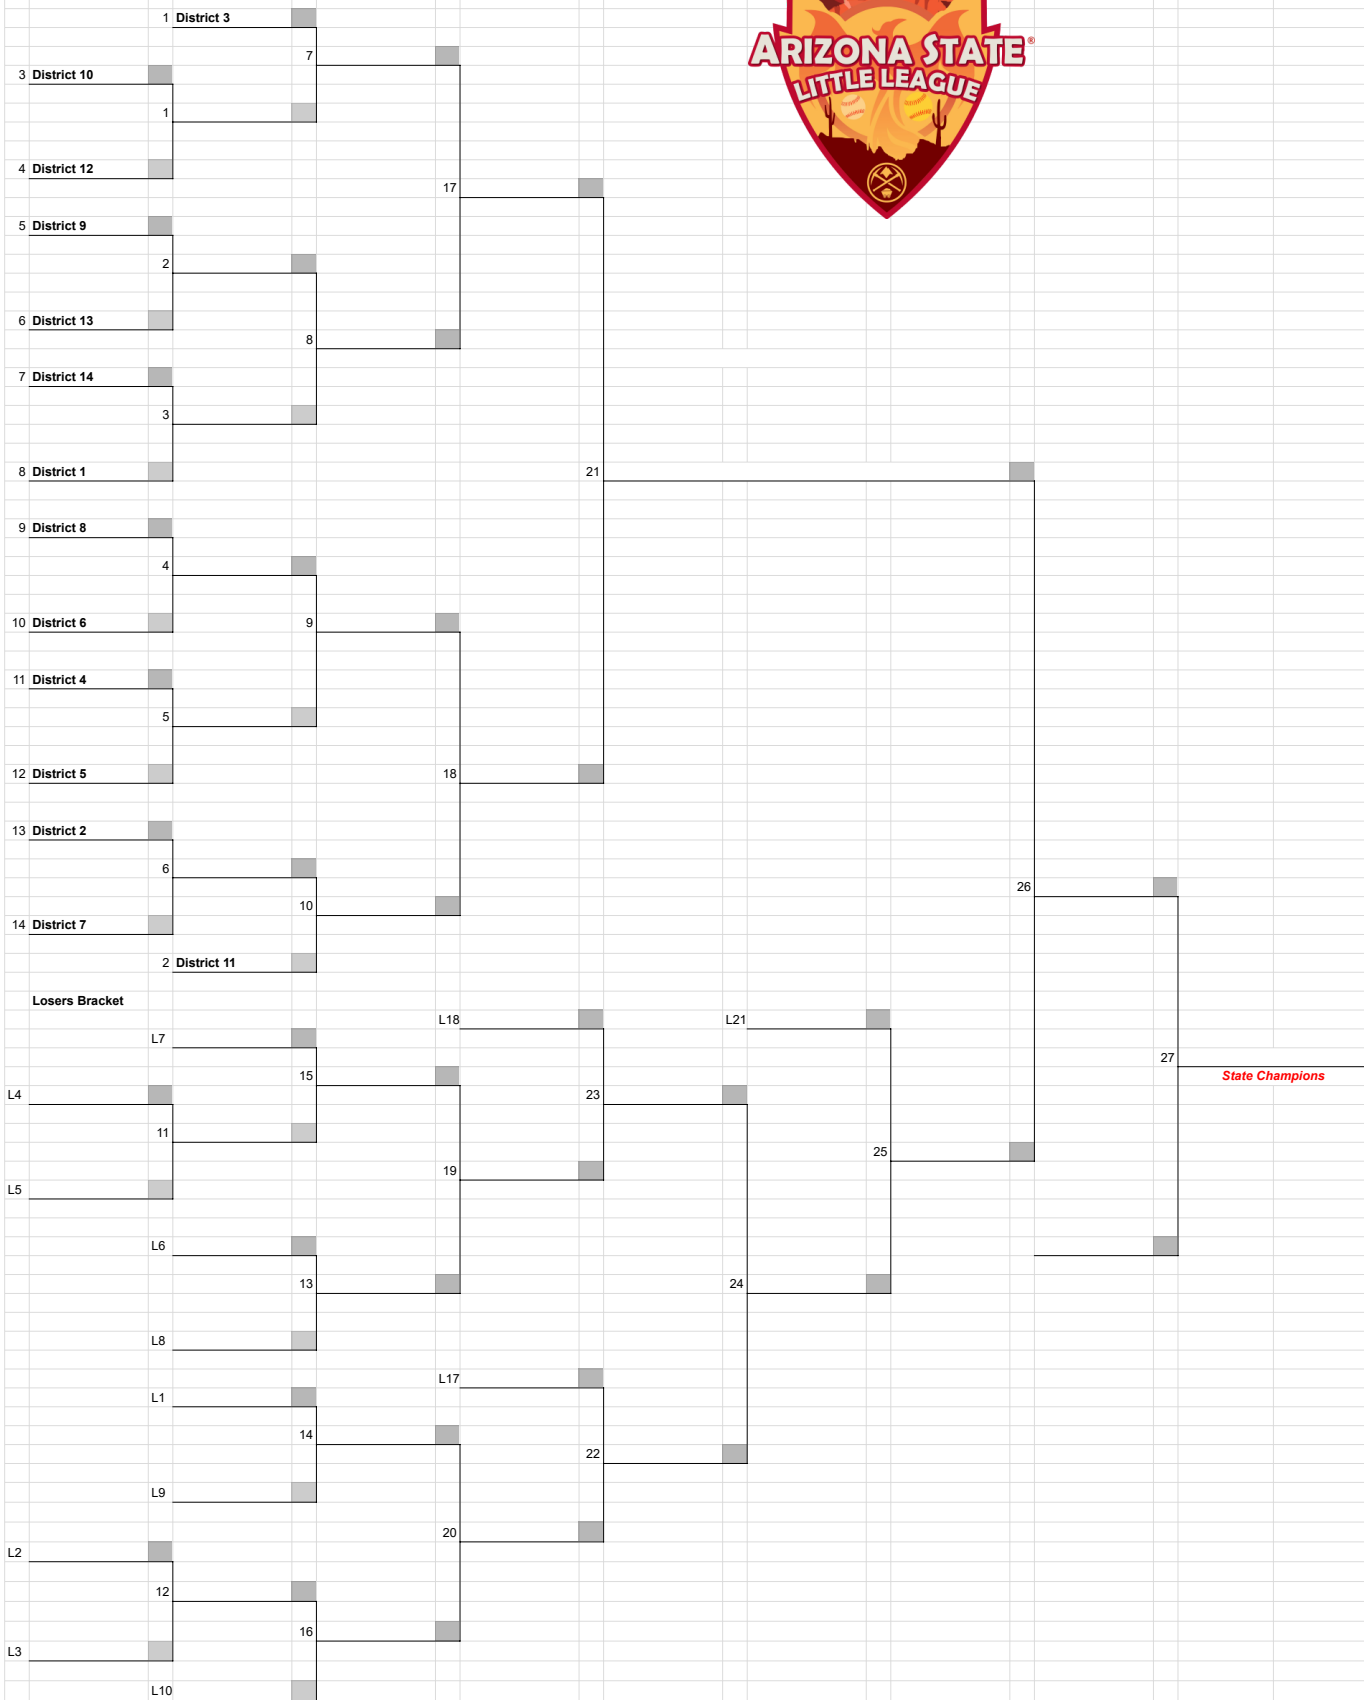 1 District 3
ARIZONA STATE®
LITTLE LEAGUE
7
3 District 10
1
4 District 12
17
5 District 9
2
6 District 13
8
7 District 14
3
8 District 1
21
9 District 8
4
10 District 6
9
11 District 4
5
12 District 5
18
13 District 2
6
26
10
14 District 7
2 District 11
Losers Bracket
L18
L21
L7
27
15
State Champions
L4
23
11
25
19
L5
L6
13
24
L8
L17
L1
14
22
L9
20
L2
12
16
L3
L10